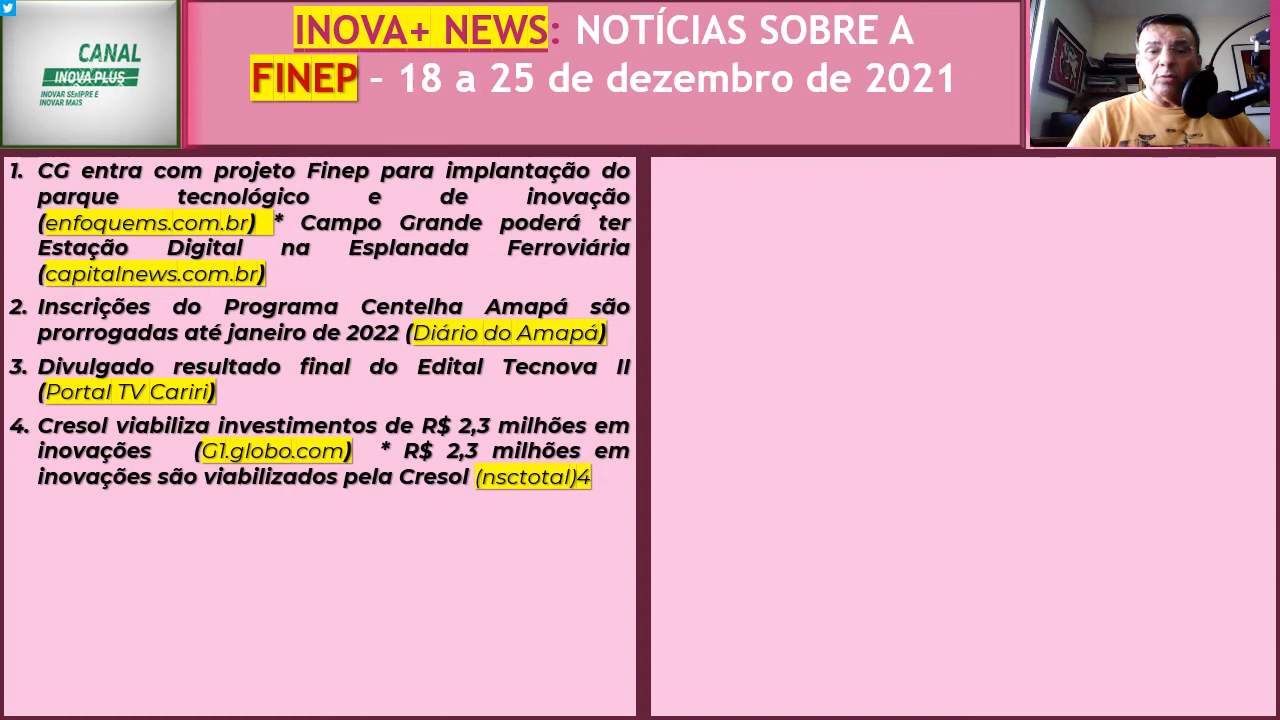 CANAL
INOVA PLUS
INOVAR SEMPRE E
INOVAR MAIS
INOVA+ NEWS: NOTÍCIAS SOBRE A
FINEP – 18 a 25 de dezembro de 2021
1. CG entra com projeto Finep para implantação do
parque tecnológico e de inovação
(enfoquems.com.br) * Campo Grande poderá ter
Estação Digital na Esplanada Ferroviária
(capitalnews.com.br)
2. Inscrições do Programa Centelha Amapá são
prorrogadas até janeiro de 2022 (Diário do Amapá)
3. Divulgado resultado final do Edital Tecnova II
(Portal TV Cariri)
4. Cresol viabiliza investimentos de R$ 2,3 milhões em
inovações (G1.globo.com) * R$ 2,3 milhões em
inovações são viabilizados pela Cresol (nsctotal)4